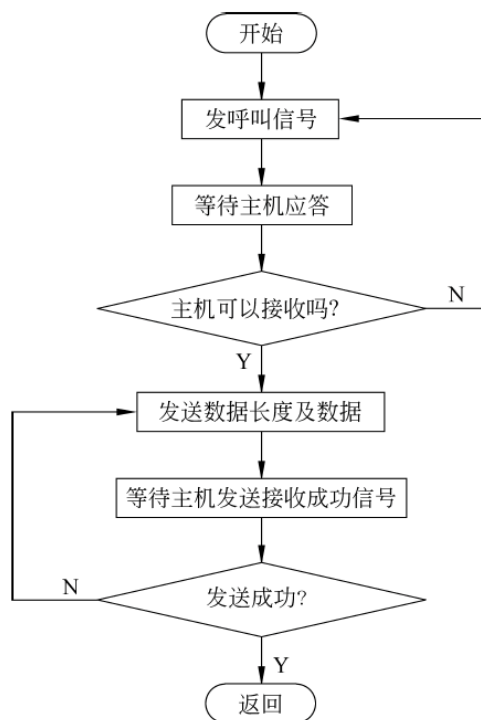 开始
发呼叫信号
等待主机应答
主机可以接收吗?
N
Y
发送数据长度及数据
等待主机发送接收成功信号
N
发送成功?
Y
返回